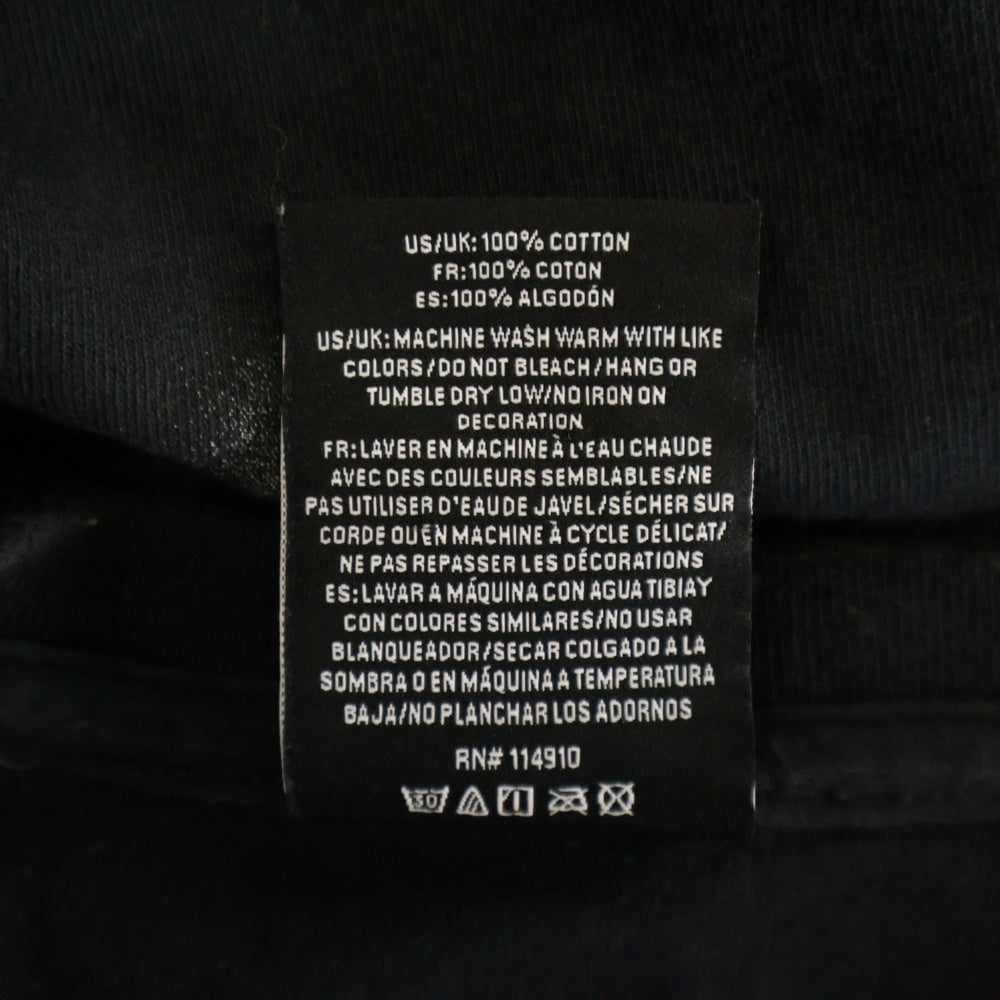 US/UK: 100% COTTON
FR: 100% COTON
ES: 100% ALGODÓN
US/UK: MACHINE WASH WARM WITH LIKE
COLORS/DO NOT BLEACH/HANG OR
TUMBLE DRY LOW/NO IRON ON
DECORATION
FR: LAVER EN MACHINE À L'EAU CHAUDE
AVEC DES COULEURS SEMBLABLES/NE
PAS UTILISER D'EAU DE JAVEL/SÉCHER SUR
CORDE OU EN MACHINE À CYCLE DÉLICAT/
NE PAS REPASSER LES DÉCORATIONS
ES: LAVAR A MÁQUINA CON AGUA TIBIA Y
CON COLORES SIMILARES/NO USAR
BLANQUEADOR/SECAR COLGADO A LA
SOMBRA O EN MÁQUINA A TEMPERATURA
BAJA/NO PLANCHAR LOS ADORNOS
RN# 114910
30